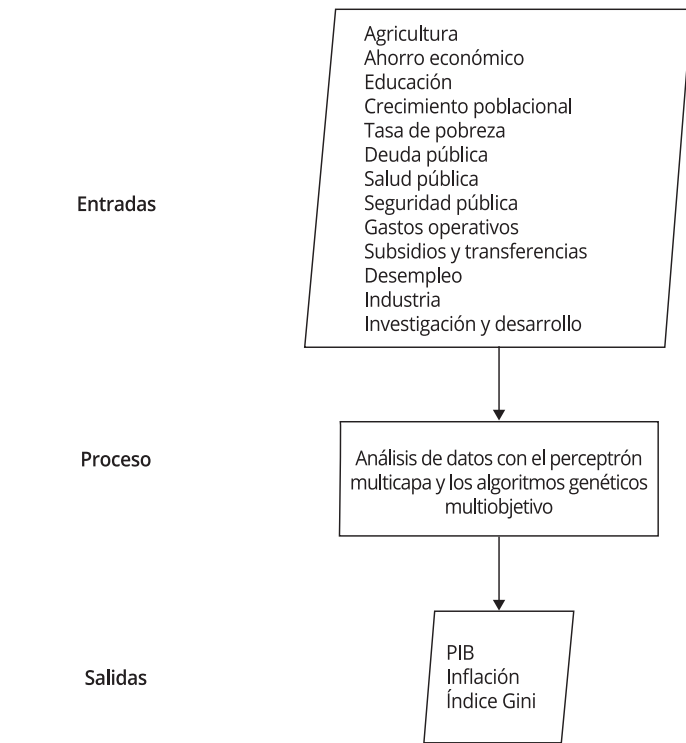 Entradas
Agricultura
Ahorro económico
Educación
Crecimiento poblacional
Tasa de pobreza
Deuda pública
Salud pública
Seguridad pública
Gastos operativos
Subsidios y transferencias
Desempleo
Industria
Investigación y desarrollo
Proceso
Análisis de datos con el perceptrón
multicapa y los algoritmos genéticos
multiobjetivo
Salidas
PIB
Inflación
Índice Gini